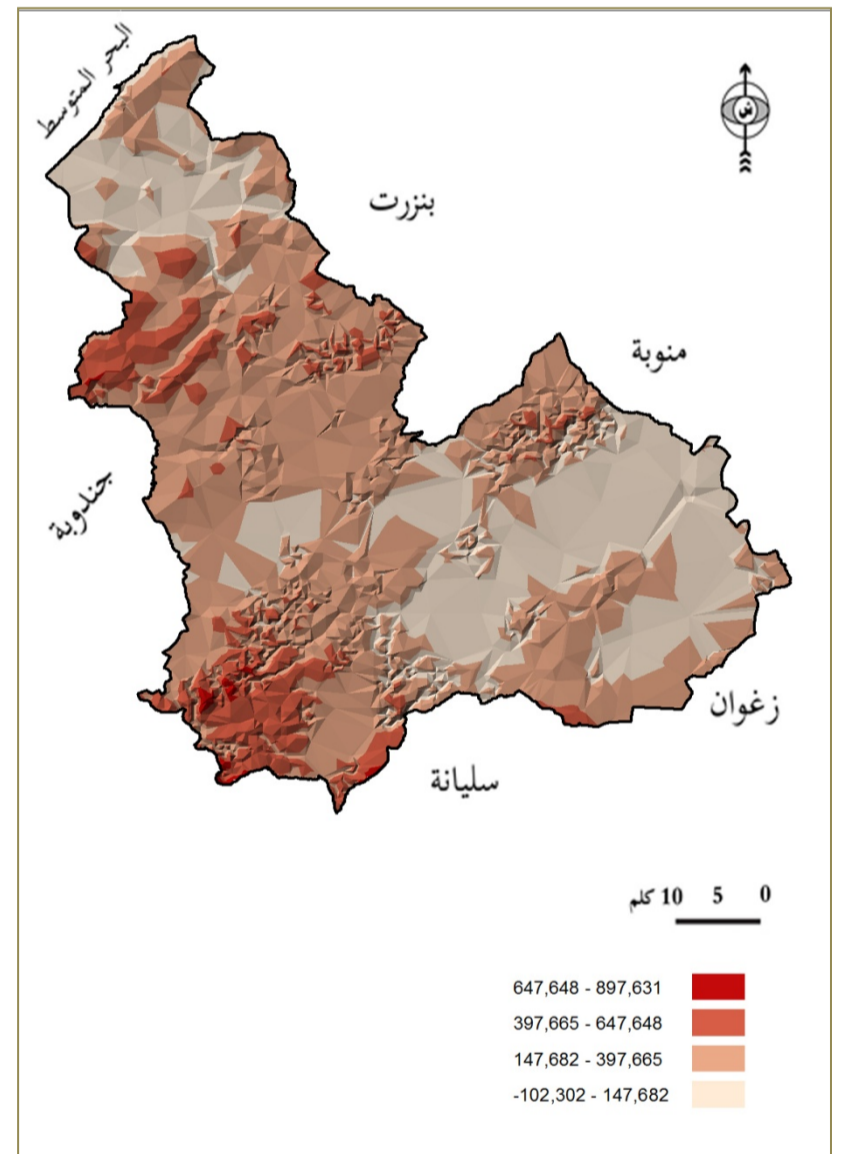 البحر المتوسط
ش
بنزرت
منوبة
جندوبة
زغوان
سليانة
0 5 10 كلم
647,648 - 897,631
397,665 - 647,648
147,682 - 397,665
-102,302 - 147,682